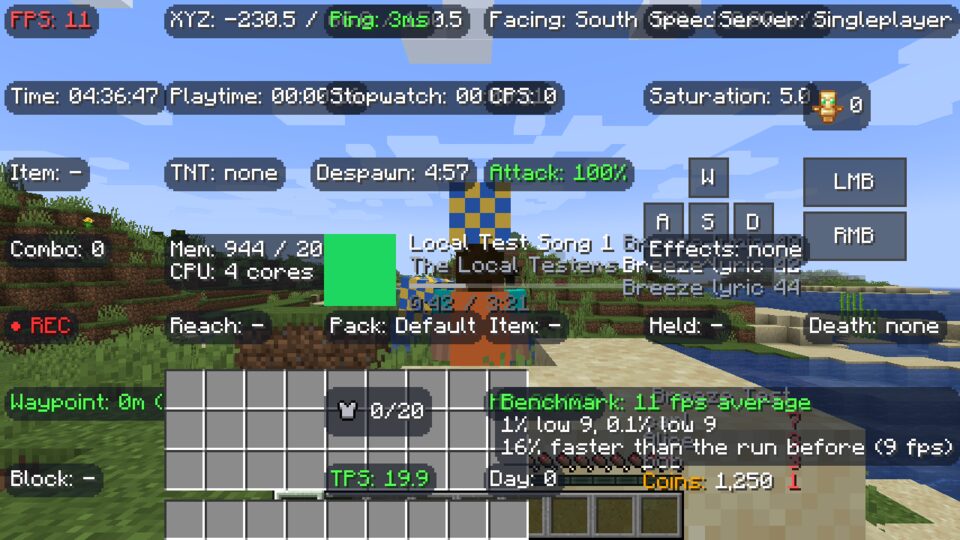 FPS: 11
XYZ: -230.5 /
Ping: 3ms
0.5
Facing: South
Speed
Server: Singleplayer
Time: 04:36:47
Playtime: 00:00
Stopwatch: 00:
CPS: 0
Saturation: 5.0
0
Item: -
TNT: none
Despawn: 4:57
Attack: 100%
W
LMB
A S D
RMB
Combo: 0
Mem: 944 / 20
CPU: 4 cores
Local Test Song 1
The Local Testers
0:42 / 3:21
Effects: none
Breeze lyric
Breeze lyric 44
● REC
Reach: -
Pack: Default
Item: -
Held: -
Death: none
Waypoint: 0m (
0/20
Benchmark: 11 fps average
1% low 9, 0.1% low 9
16% faster than the run before (9 fps)
Block: -
TPS: 19.9
Day: 0
Coins: 1,250
1